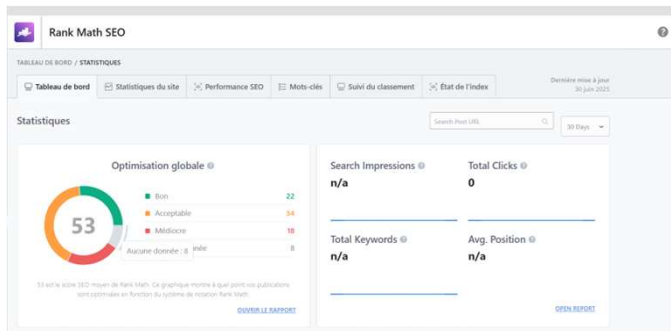 Rank Math SEO
TABLEAU DE BORD / STATISTIQUES
Tableau de bord
Statistiques du site
Performance SEO
Mots-clés
Suivi du classement
État de l'index
Dernière mise à jour
30 juin 2025
Statistiques
Search Post URL
30 Days
Optimisation globale
Bon 22
Acceptable 34
Médiocre 18
Aucune donnée : 8
inée 8
53
53 est le score SEO moyen de Rank Math. Ce graphique montre à quel point vos publications
sont optimisées en fonction du système de notation Rank Math.
OUVRIR LE RAPPORT
Search Impressions
n/a
Total Clicks
0
Total Keywords
n/a
Avg. Position
n/a
OPEN REPORT